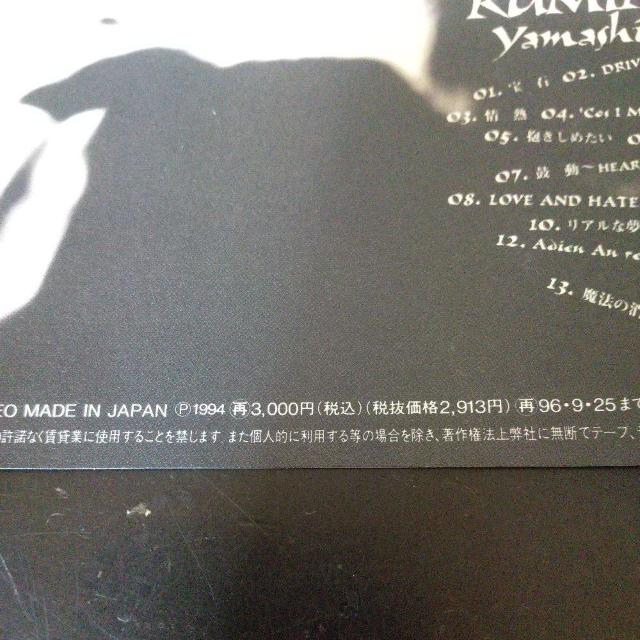 KUMI
Yamashi
01. 宝石 02. DRIV
03. 情熱 04.
05. 抱きしめたい
07. 鼓動~HEAR
08. LOVE AND HATE
10. リアルな夢
12. Adieu Au
13. 魔法の
EO MADE IN JAPAN Ⓟ1994 再3,000円(税込)(税抜価格2,913円) 再96・9・25まで
許諾なく賃貸業に使用することを禁じます。また個人的に利用する等の場合を除き、著作権法上弊社に無断でテープ、